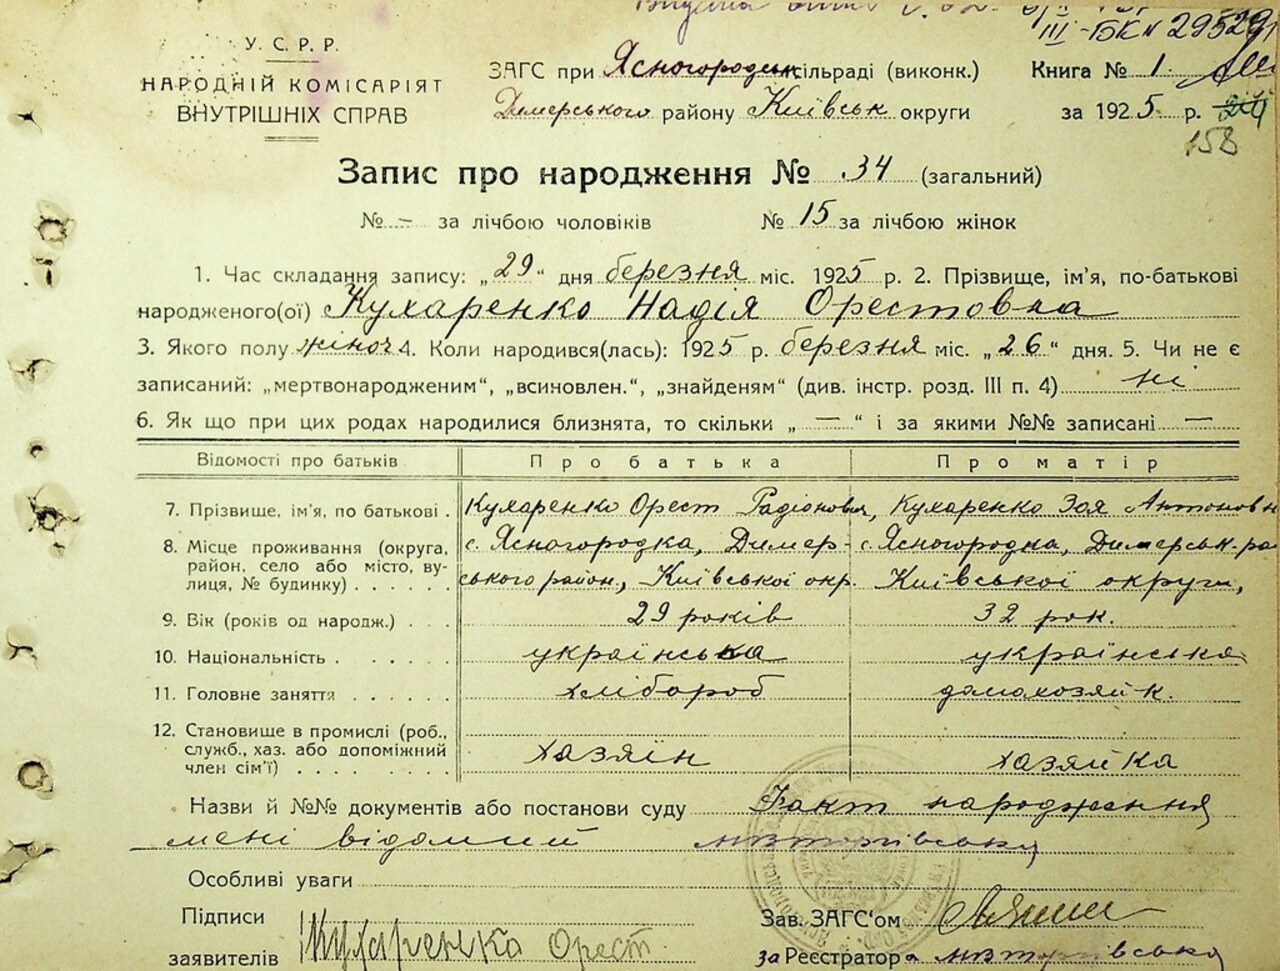 III-БК № 29529
У. С. Р. Р.
НАРОДНІЙ КОМІСАРІЯТ
ВНУТРІШНІХ СПРАВ
ЗАГС при Ясногородськ сільраді (виконк.)
Димерського району Київськ округи
Книга № 1
за 1925 р.
158
Запис про народження № 34 (загальний)
№ — за лічбою чоловіків № 15 за лічбою жінок
1. Час складання запису: „29“ дня березня міс. 1925 р. 2. Прізвище, ім'я, по-батькові
народженого(ої) Кухаренко Надія Орестовна
3. Якого полу жіноч 4. Коли народився(лась): 1925 р. березня міс. „26“ дня. 5. Чи не є
записаний: „мертвонародженим“, „всиновлен.“, „знайденям“ (див. інстр. розд. III п. 4) ні
6. Як що при цих родах народилися близнята, то скільки „—“ і за якими №№ записані —
Відомості про батьків Про батька Про матір
7. Прізвище, ім'я, по батькові . Кухаренко Орест Радіонович, Кухаренко Зоя Антоновн
8. Місце проживання (округа, район, село або місто, вулиця, № будинку) . . . . . .
с. Ясногородка, Димер-
ського район., Київської окр.
с. Ясногородка, Димерськ. ра
Київської округи,
9. Вік (років од народж.) . . . 29 років 32 рок.
10. Національність . . . . . . українська українська
11. Головне заняття . . . . . . хлібороб домохозяйк.
12. Становище в промислі (роб.,
служб., хаз. або допоміжний
член сім'ї) . . . . . . . . хазяїн хазяйка
Назви й №№ документів або постанови суду Факт народження
мені відомий
Особливі уваги
Підписи
заявителів Кухаренко Орест
Зав. ЗАГС'ом
за Реєстратора